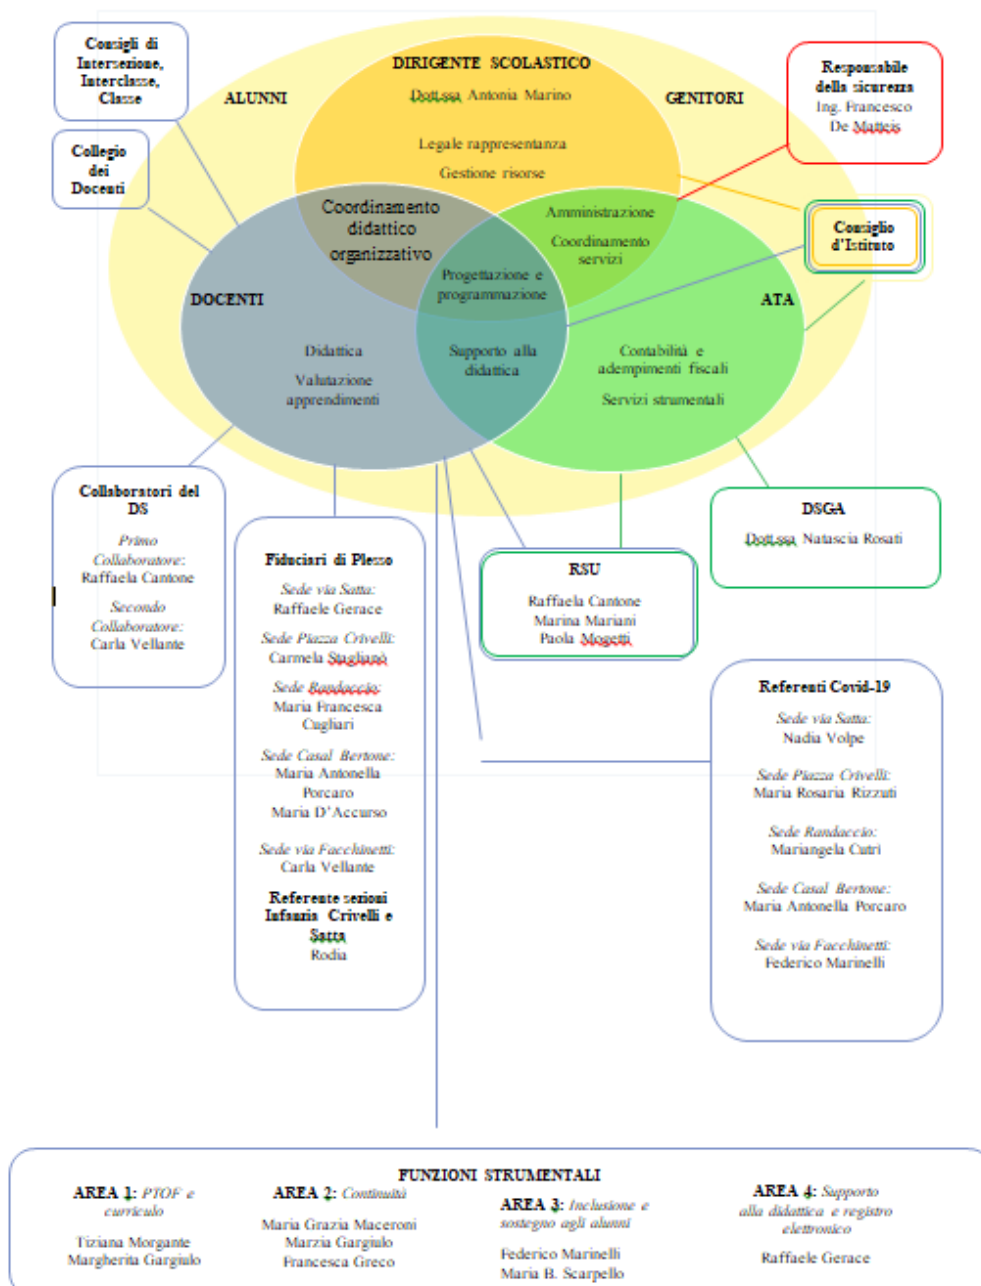 Consigli di
Intersezione,
Interclasse,
Classe
Collegio
dei
Docenti
ALUNNI
DIRIGENTE SCOLASTICO
Dott.ssa Antonia Marino
Legale rappresentanza
Gestione risorse
GENITORI
Responsabile
della sicurezza
Ing. Francesco
De Matteis
Consiglio
d'Istituto
Coordinamento
didattico
organizzativo
Amministrazione
Coordinamento
servizi
Progettazione e
programmazione
DOCENTI
Didattica
Valutazione
apprendimenti
Supporto alla
didattica
ATA
Contabilità e
adempimenti fiscali
Servizi strumentali
Collaboratori del
DS
Primo
Collaboratore:
Raffaela Cantone
Secondo
Collaboratore:
Carla Vellante
Fiduciari di Plesso
Sede via Satta:
Raffaele Gerace
Sede Piazza Crivelli:
Carmela Staglianò
Sede Randaccio:
Maria Francesca
Cugliari
Sede Casal Bertone:
Maria Antonella
Porcaro
Maria D'Accurso
Sede via Facchinetti:
Carla Vellante
Referente sezioni
Infanzia Crivelli e
Satta
Rodia
RSU
Raffaela Cantone
Marina Mariani
Paola Mogetti
DSGA
Dott.ssa Natascia Rosati
Referenti Covid-19
Sede via Satta:
Nadia Volpe
Sede Piazza Crivelli:
Maria Rosaria Rizzuti
Sede Randaccio:
Mariangela Cutrì
Sede Casal Bertone:
Maria Antonella Porcaro
Sede via Facchinetti:
Federico Marinelli
FUNZIONI STRUMENTALI
AREA 1: PTOF e
curriculo
Tiziana Morgante
Margherita Gargiulo
AREA 2: Continuità
Maria Grazia Maceroni
Marzia Gargiulo
Francesca Greco
AREA 3: Inclusione e
sostegno agli alunni
Federico Marinelli
Maria B. Scarpello
AREA 4: Supporto
alla didattica e registro
elettronico
Raffaele Gerace